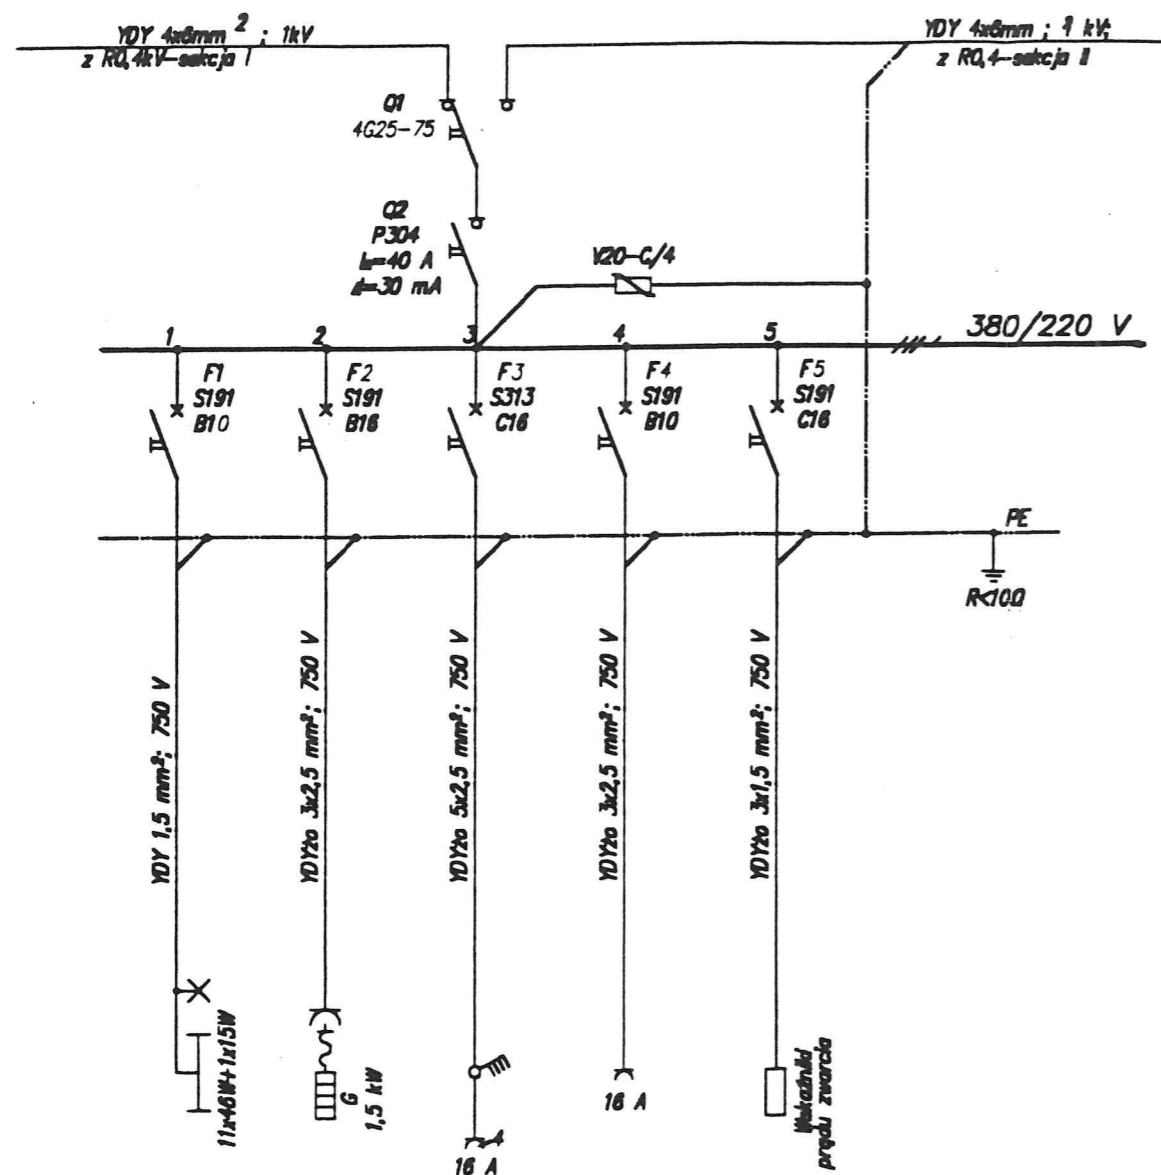 YDY 4x6mm 2 ; 1kV
z R0,4kV-sekcja I
YDY 4x6mm ; 1 kV;
z R0,4-sekcja II
Q1
4G25-75
Q2
P304
In=40 A
Δ=30 mA
V20-C/4
380/220 V
1
2
3
4
5
F1
S191
B10
F2
S191
B16
F3
S313
C16
F4
S191
B10
F5
S191
C16
PE
R<10Ω
YDY 1,5 mm²; 750 V
YDYżo 3x2,5 mm²; 750 V
YDYżo 5x2,5 mm²; 750 V
YDYżo 3x2,5 mm²; 750 V
YDYżo 3x1,5 mm²; 750 V
11x46W+1x15W
G
1,5 kW
4
16 A
16 A
Wskaźniki
prądu zwarcia